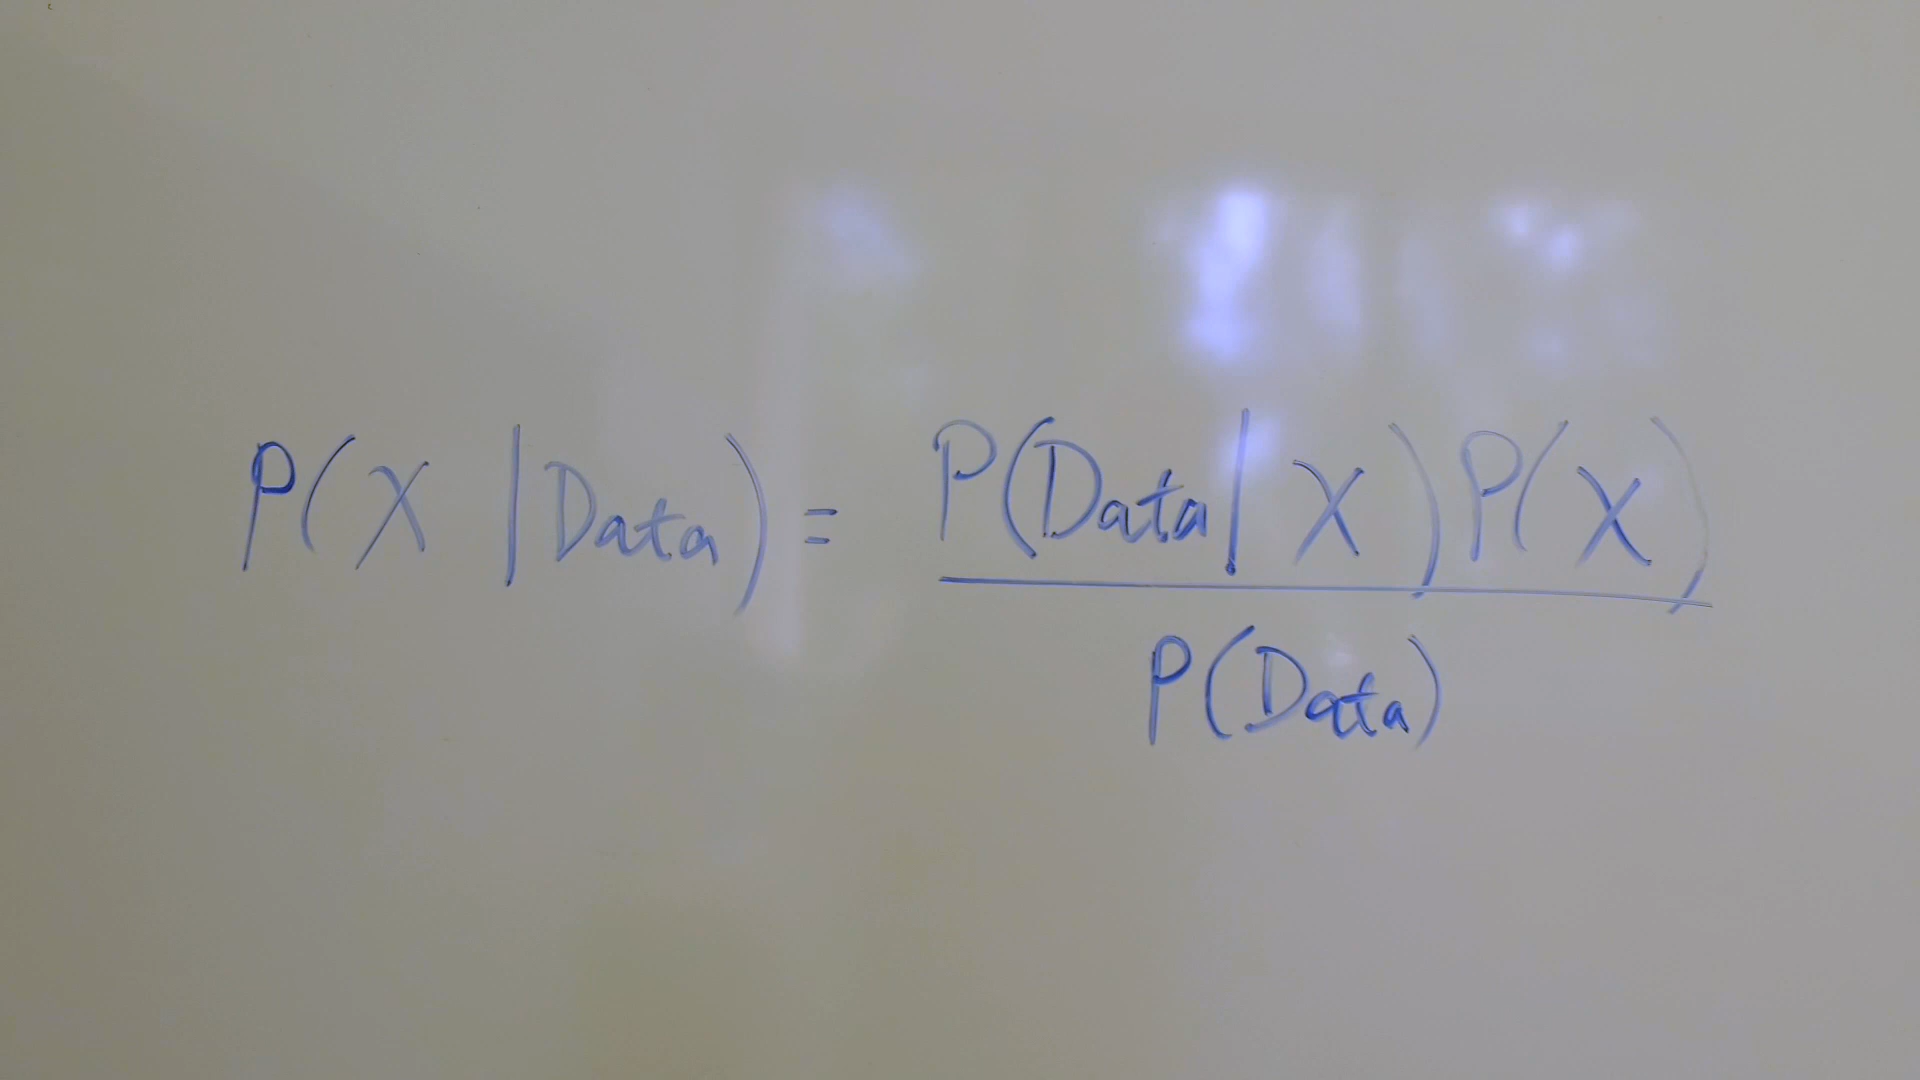 P(X | Data) = P(Data | X) P(X)
P(Data)